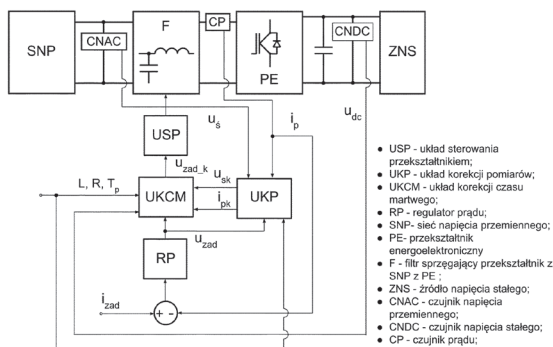 SNP
CNAC
F
CP
PE
CNDC
ZNS
u_ś
i_p
u_dc
USP
u_zad_k
L, R, T_p
UKCM
u_sk
i_pk
UKP
u_zad
RP
i_zad
+ -
• USP - układ sterowania
przekształtnikiem;
• UKP - układ korekcji pomiarów;
• UKCM - układ korekcji czasu
martwego;
• RP - regulator prądu;
• SNP- sieć napięcia przemiennego;
• PE- przekształtnik
energoelektroniczny
• F - filtr sprzęgający przekształtnik z
SNP z PE ;
• ZNS - źródło napięcia stałego;
• CNAC - czujnik napięcia
przemiennego;
• CNDC - czujnik napięcia stałego;
• CP - czujnik prądu;